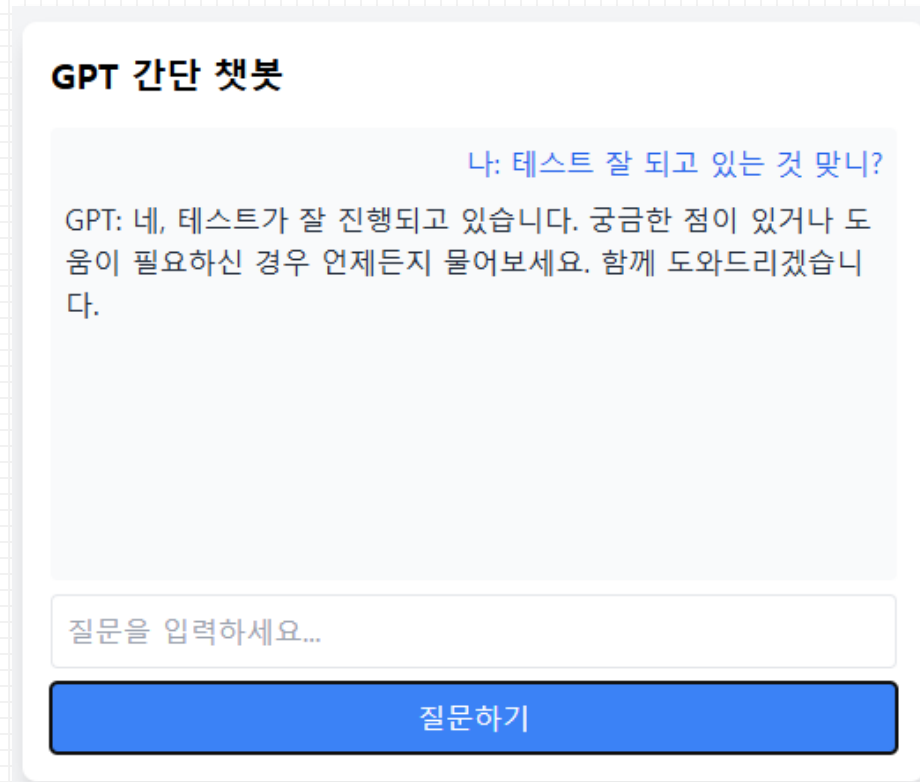 GPT 간단 챗봇
나: 테스트 잘 되고 있는 것 맞니?
GPT: 네, 테스트가 잘 진행되고 있습니다. 궁금한 점이 있거나 도
움이 필요하신 경우 언제든지 물어보세요. 함께 도와드리겠습니
다.
질문을 입력하세요...
질문하기